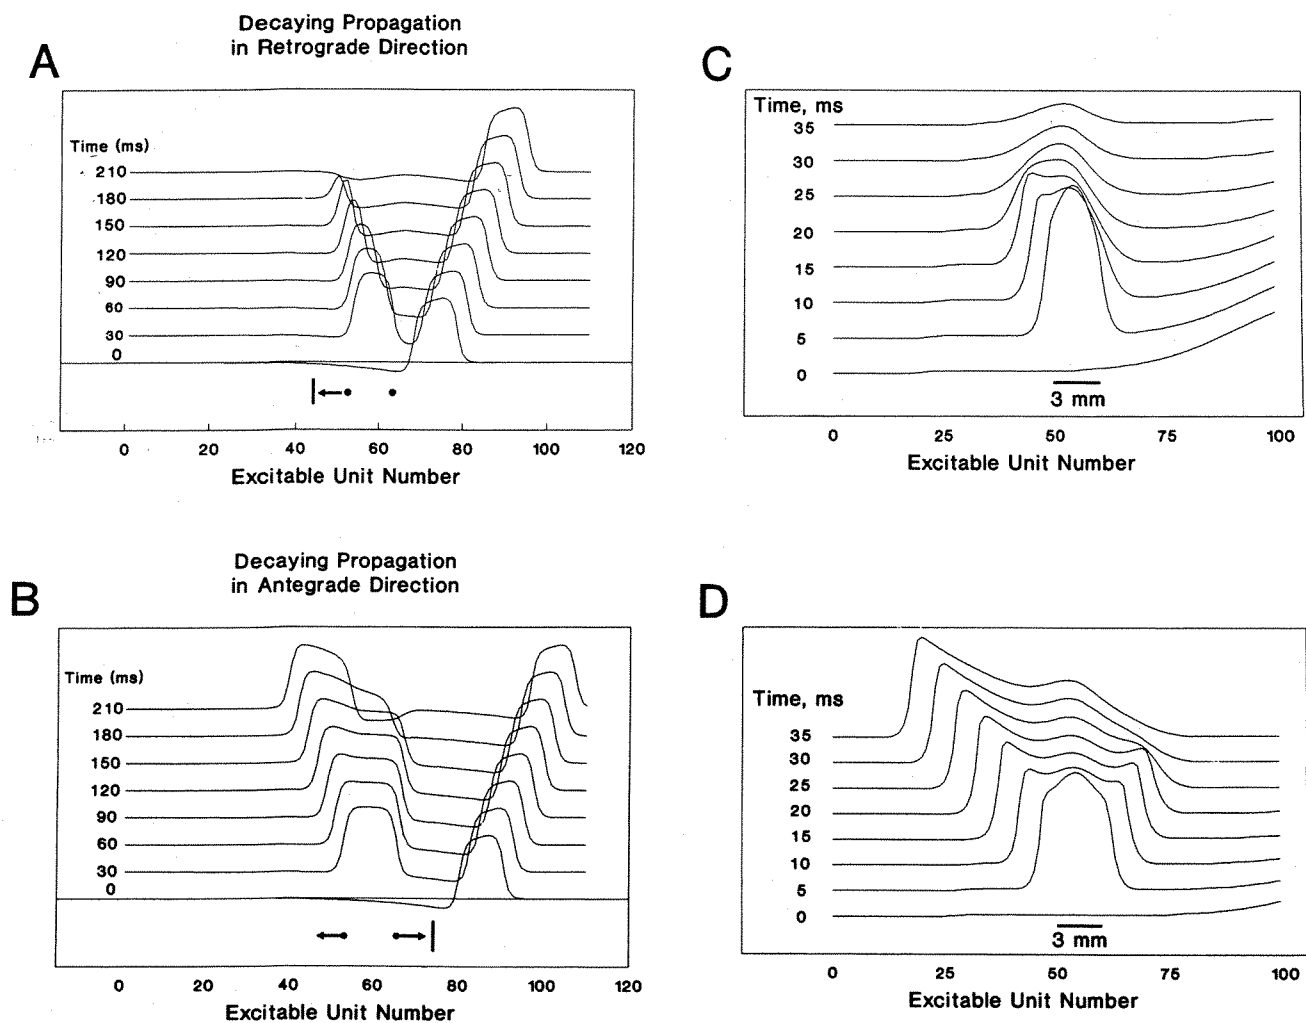 A
Decaying Propagation
in Retrograde Direction
Time (ms)
210
180
150
120
90
60
30
0
0 20 40 60 80 100 120
Excitable Unit Number
C
Time, ms
35
30
25
20
15
10
5
0
3 mm
0 25 50 75 100
Excitable Unit Number
B
Decaying Propagation
in Antegrade Direction
Time (ms)
210
180
150
120
90
60
30
0
0 20 40 60 80 100 120
Excitable Unit Number
D
Time, ms
35
30
25
20
15
10
5
0
3 mm
0 25 50 75 100
Excitable Unit Number